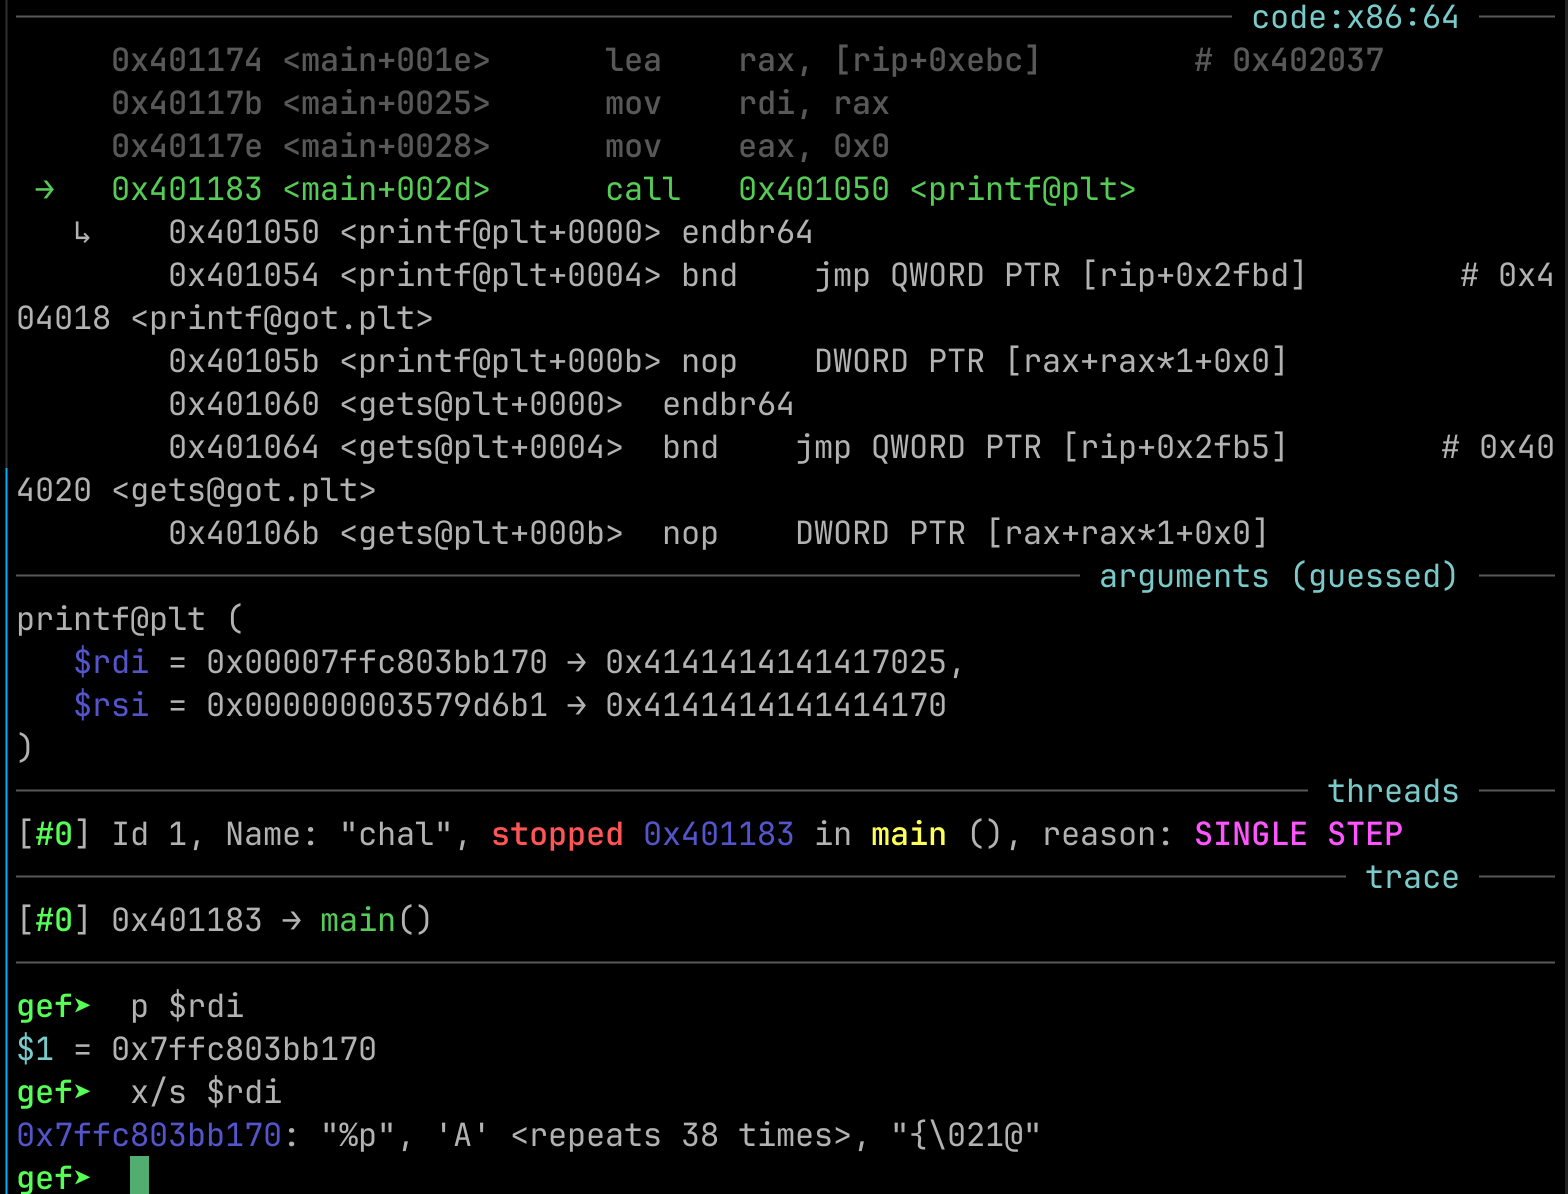 code:x86:64
0x401174 <main+001e>      lea    rax, [rip+0xebc]        # 0x402037
0x40117b <main+0025>      mov    rdi, rax
0x40117e <main+0028>      mov    eax, 0x0
→   0x401183 <main+002d>      call   0x401050 <printf@plt>
↳    0x401050 <printf@plt+0000> endbr64
0x401054 <printf@plt+0004> bnd    jmp QWORD PTR [rip+0x2fbd]        # 0x4
04018 <printf@got.plt>
0x40105b <printf@plt+000b> nop    DWORD PTR [rax+rax*1+0x0]
0x401060 <gets@plt+0000>  endbr64
0x401064 <gets@plt+0004>  bnd    jmp QWORD PTR [rip+0x2fb5]        # 0x40
4020 <gets@got.plt>
0x40106b <gets@plt+000b>  nop    DWORD PTR [rax+rax*1+0x0]
arguments (guessed)
printf@plt (
$rdi = 0x00007ffc803bb170 → 0x4141414141417025,
$rsi = 0x000000003579d6b1 → 0x4141414141414170
)
threads
[#0] Id 1, Name: "chal", stopped 0x401183 in main (), reason: SINGLE STEP
trace
[#0] 0x401183 → main()
gef➤  p $rdi
$1 = 0x7ffc803bb170
gef➤  x/s $rdi
0x7ffc803bb170: "%p", 'A' <repeats 38 times>, "{\021@"
gef➤